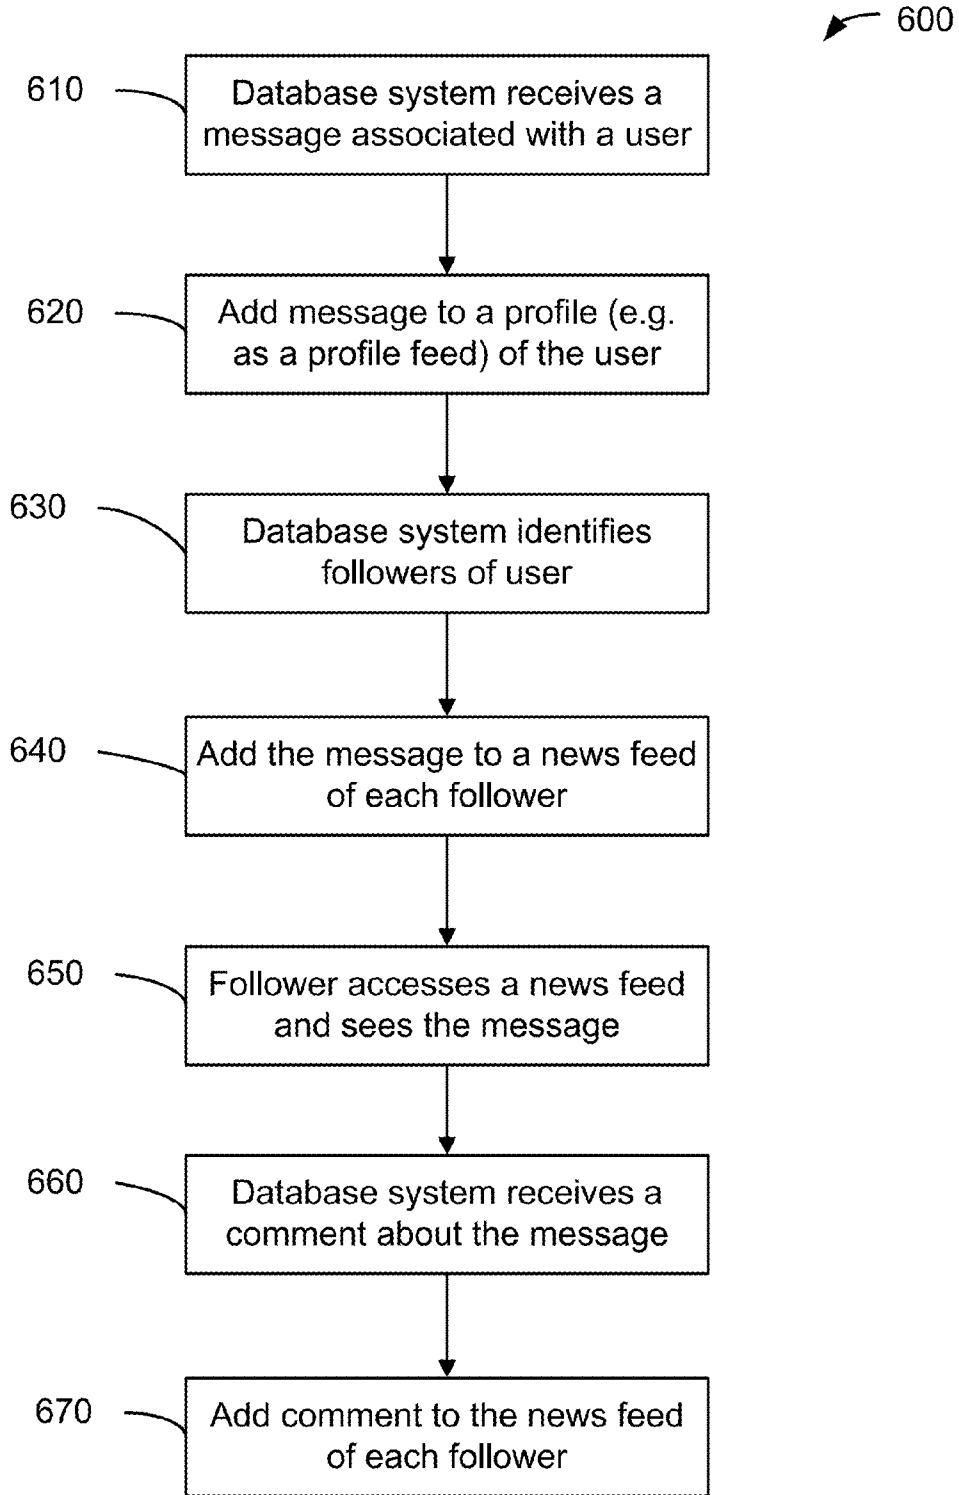 600
610
Database system receives a
message associated with a user
620
Add message to a profile (e.g.
as a profile feed) of the user
630
Database system identifies
followers of user
640
Add the message to a news feed
of each follower
650
Follower accesses a news feed
and sees the message
660
Database system receives a
comment about the message
670
Add comment to the news feed
of each follower